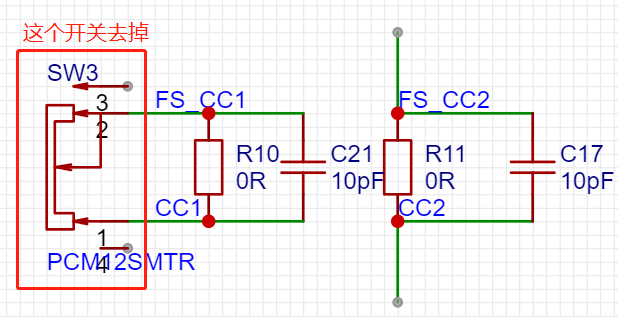 这个开关去掉
SW3
3
2
1
4
PCM12SMTR
FS_CC1
CC1
R10
0R
C21
10pF
FS_CC2
CC2
R11
0R
C17
10pF